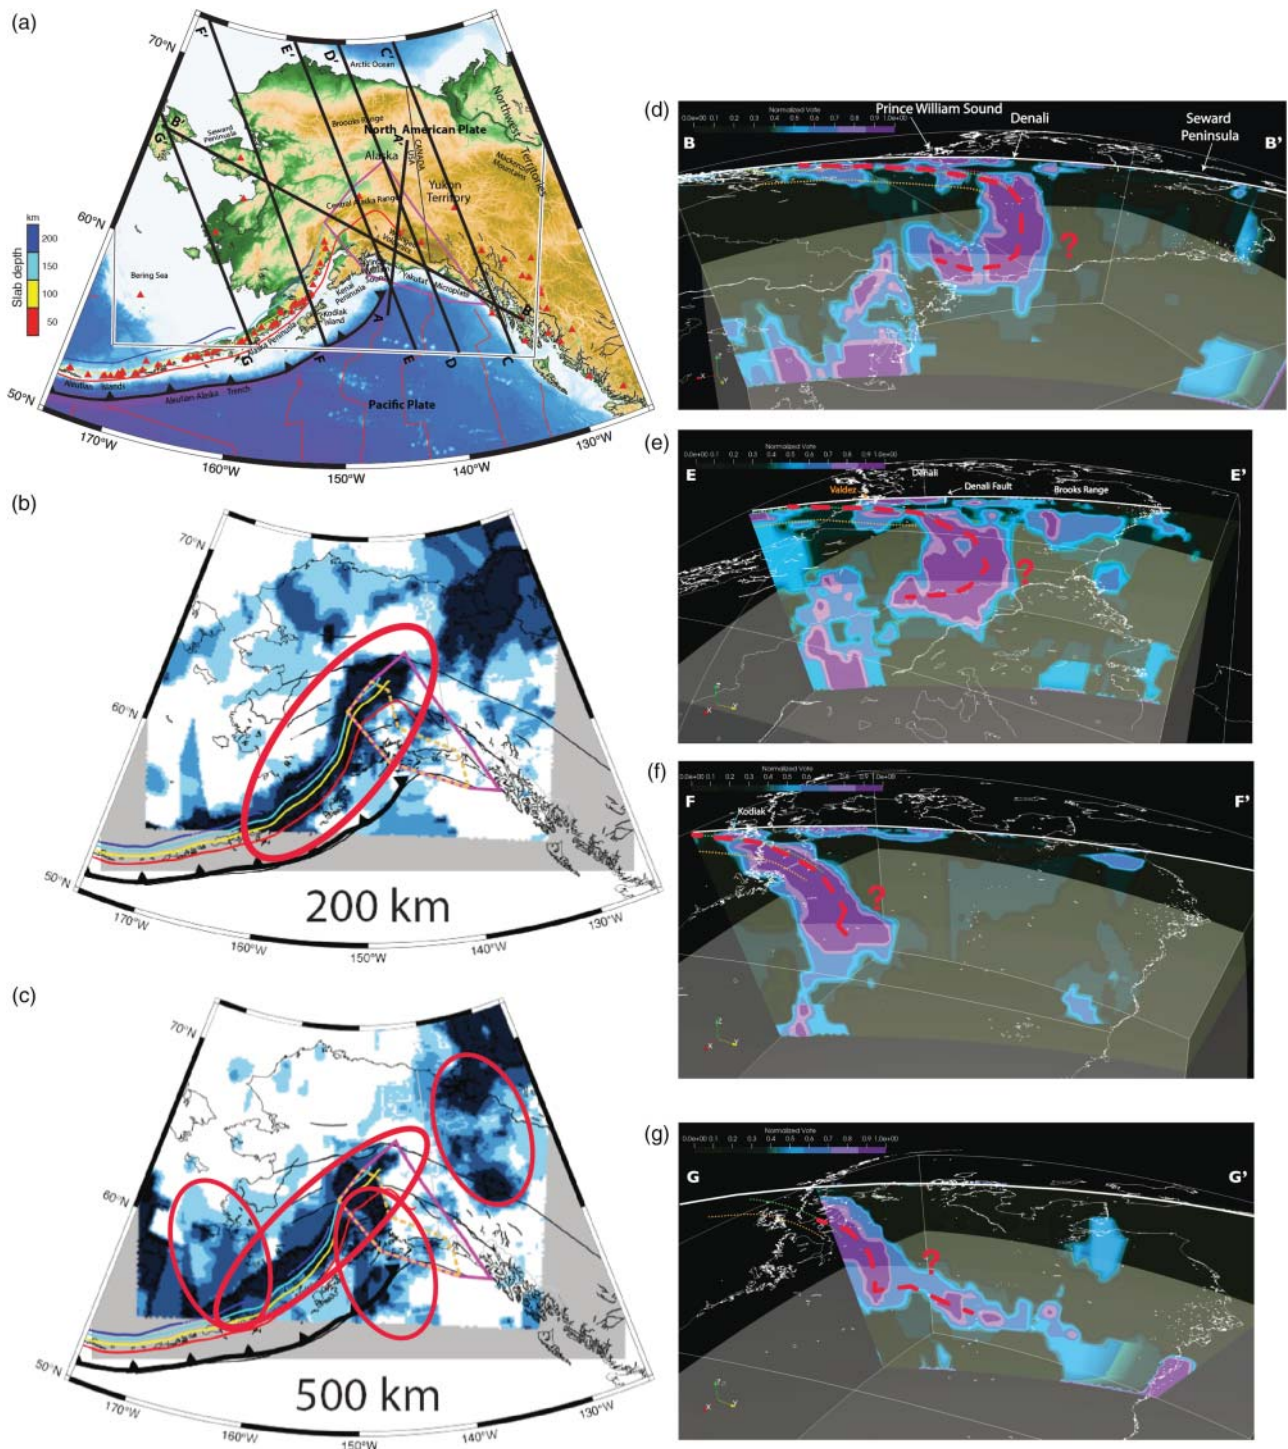 (a)
70°N
60°N
50°N
170°W
160°W
150°W
140°W
130°W
F'
E'
D'
C'
B'
G'
A'
Arctic Ocean
Northwest
Territories
Brooks Range
North American Plate
Seward
Peninsula
Alaska
CANADA
USA
Mackenzie
Mountains
Yukon
Territory
Central Alaska Range
km
200
150
100
50
Slab depth
Bering Sea
Kenai
Peninsula
Yakutat Microplate
Kodiak
Island
Alaska Peninsula
Aleutian Islands
Aleutian-Alaska Trench
Pacific Plate
A
B
G
F
E
D
C
(b)
70°N
60°N
50°N
200 km
170°W
160°W
150°W
140°W
130°W
(c)
70°N
60°N
50°N
500 km
170°W
160°W
150°W
140°W
130°W
(d)
Normalized Vote
Prince William Sound
Denali
Seward
Peninsula
B
B'
?
(e)
Normalized Vote
E
E'
Denali
Valdez
Denali Fault
Brooks Range
?
(f)
Normalized Vote
F
F'
Kodiak
?
(g)
Normalized Vote
G
G'
?